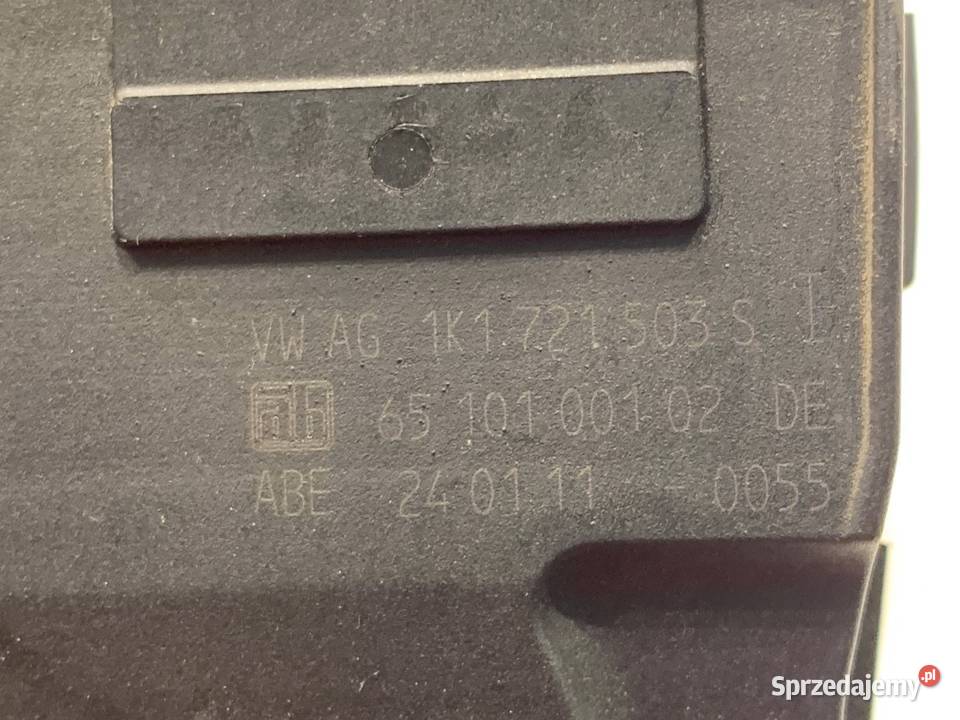 VW AG 1K1.721.503 S I
65 101 001 02 DE
ABE 24 01 11 - 0055
Sprzedajemy.pl